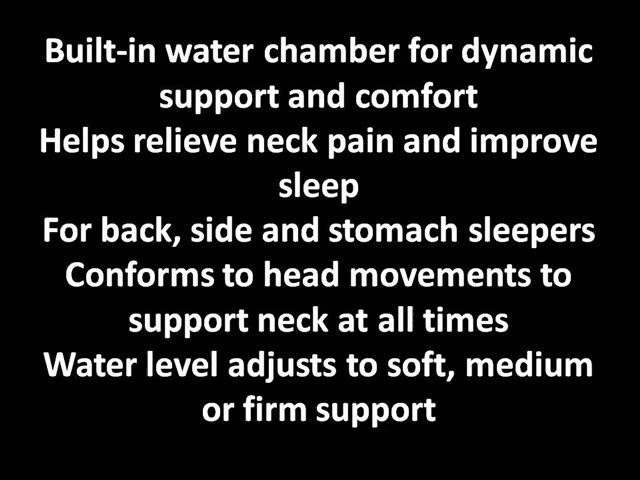 Built-in water chamber for dynamic
support and comfort
Helps relieve neck pain and improve
sleep
For back, side and stomach sleepers
Conforms to head movements to
support neck at all times
Water level adjusts to soft, medium
or firm support